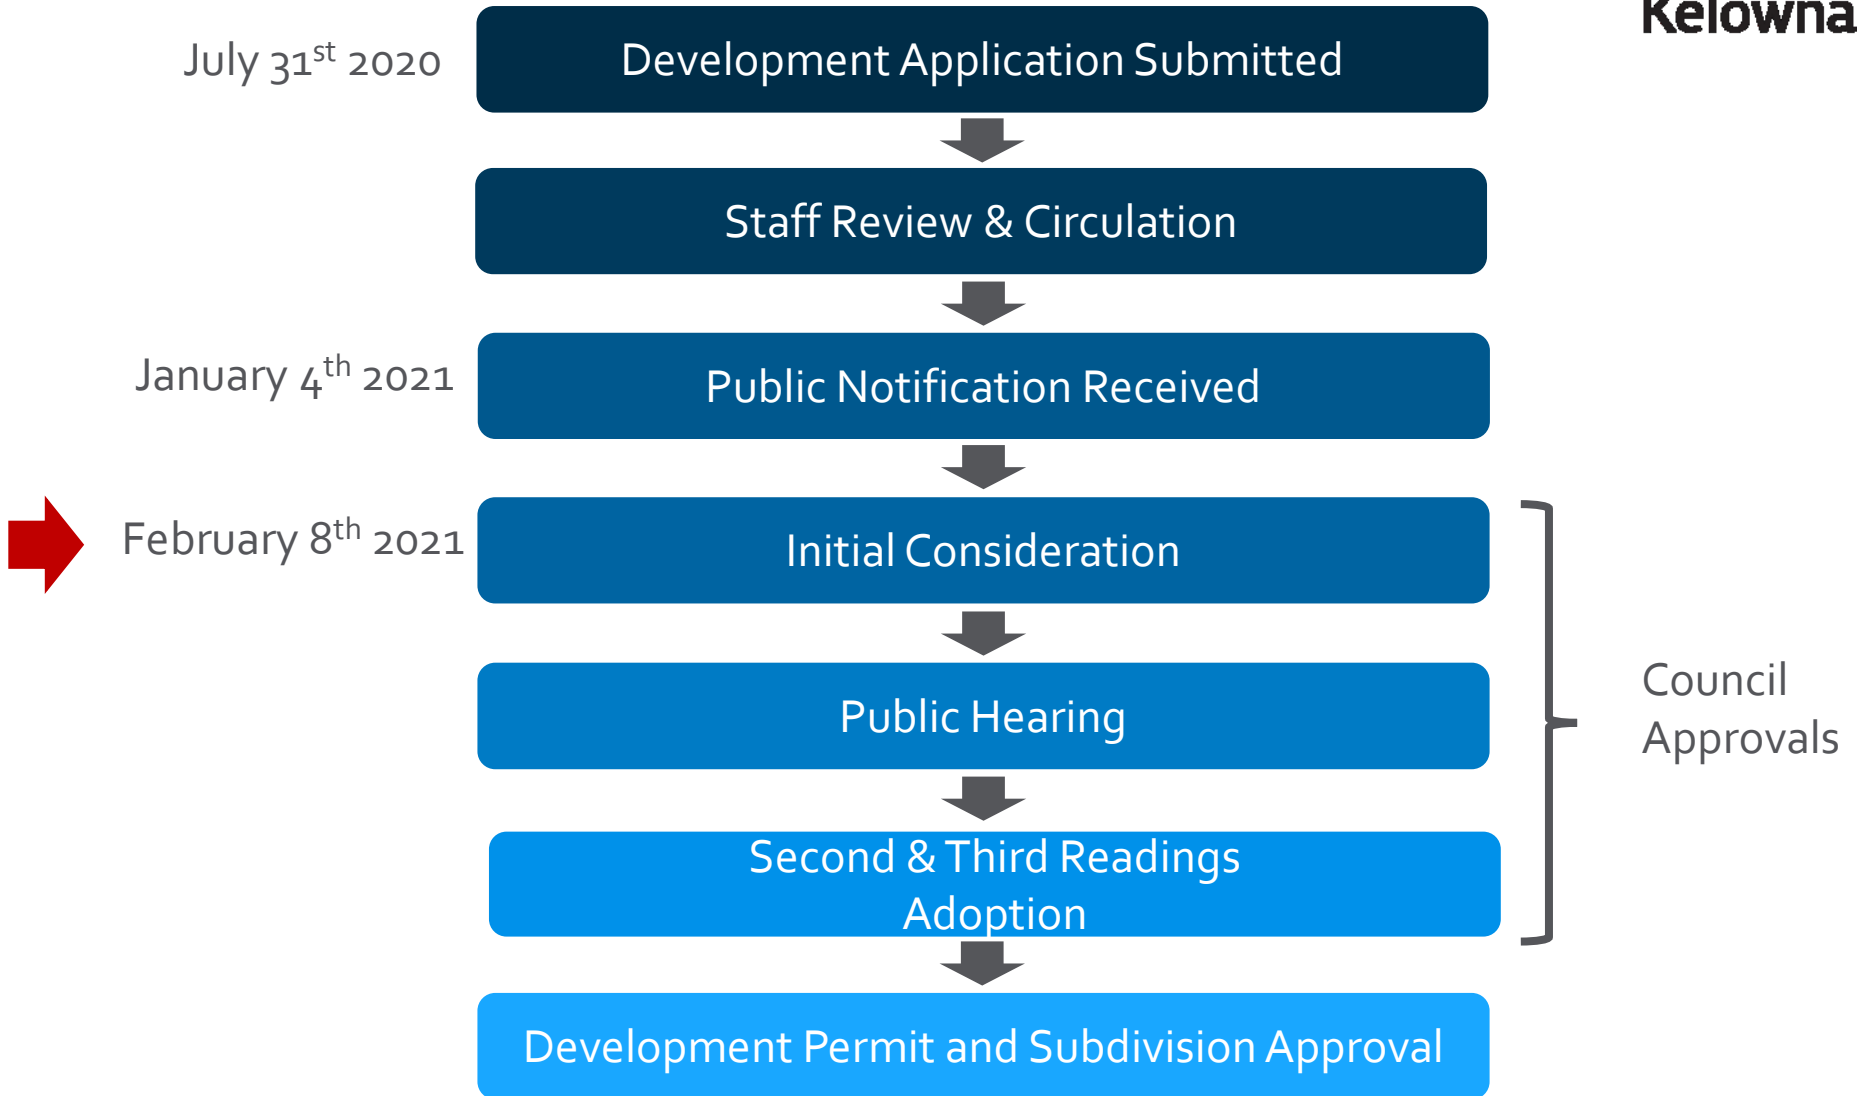 Kelowna
July 31st 2020
Development Application Submitted
Staff Review & Circulation
January 4th 2021
Public Notification Received
February 8th 2021
Initial Consideration
Public Hearing
Council
Approvals
Second & Third Readings
Adoption
Development Permit and Subdivision Approval